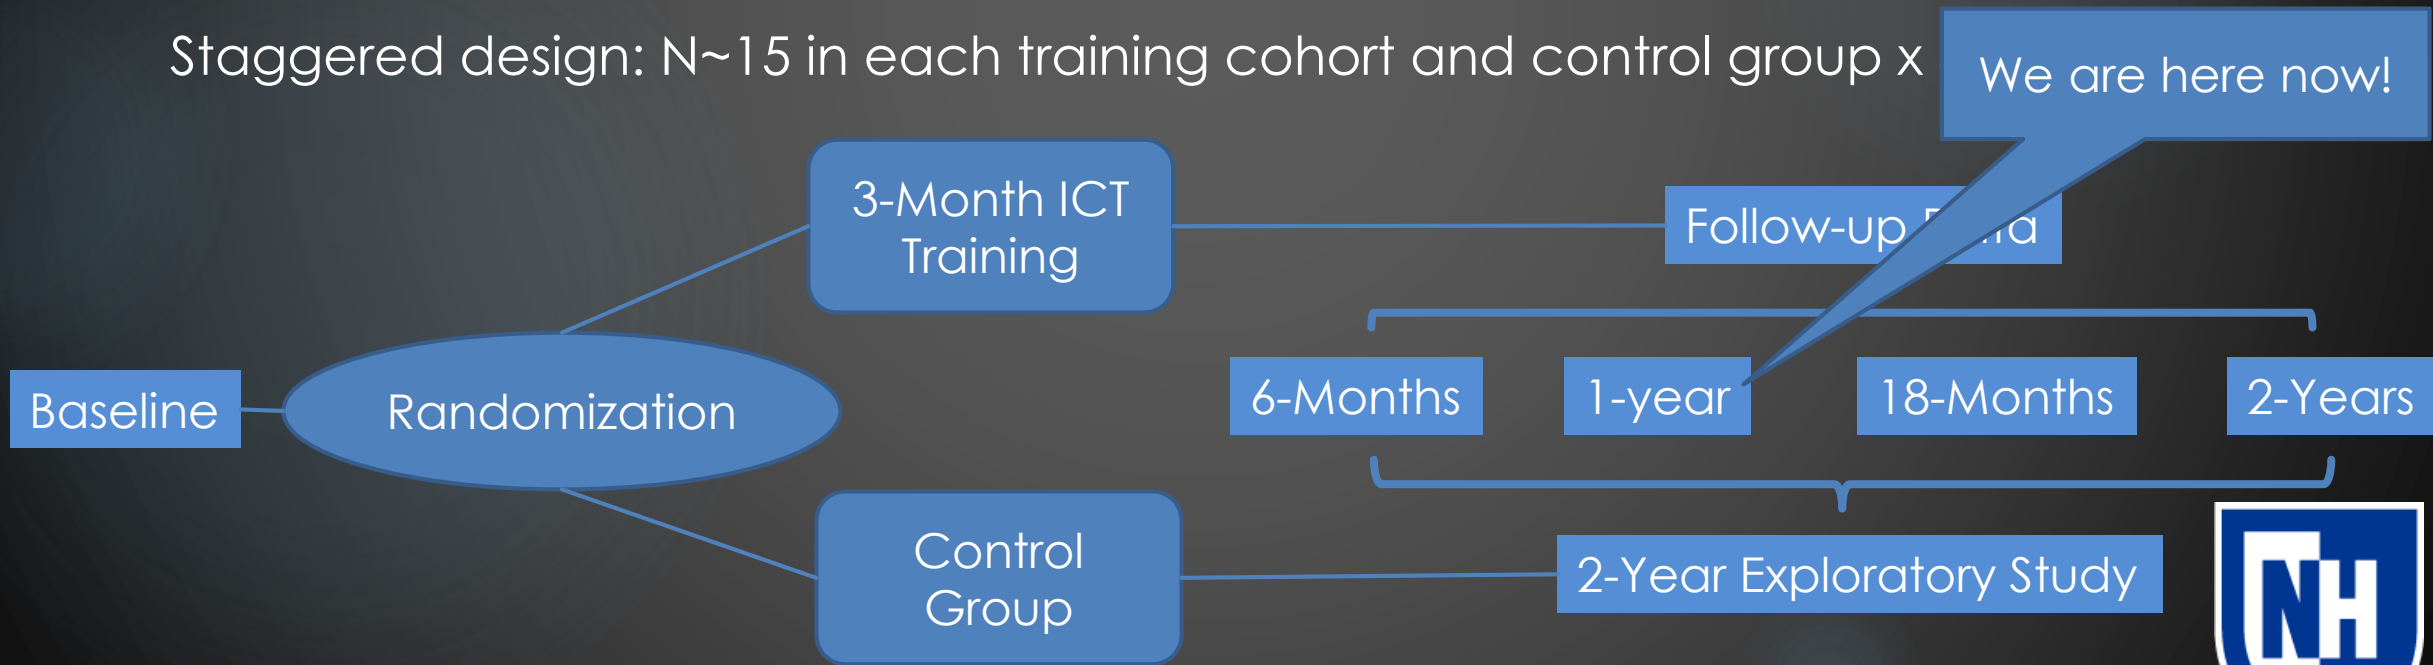 Staggered design: N~15 in each training cohort and control group x
We are here now!
3-Month ICT
Training
Follow-up
Baseline
Randomization
6-Months
1-year
18-Months
2-Years
Control
Group
2-Year Exploratory Study
NH